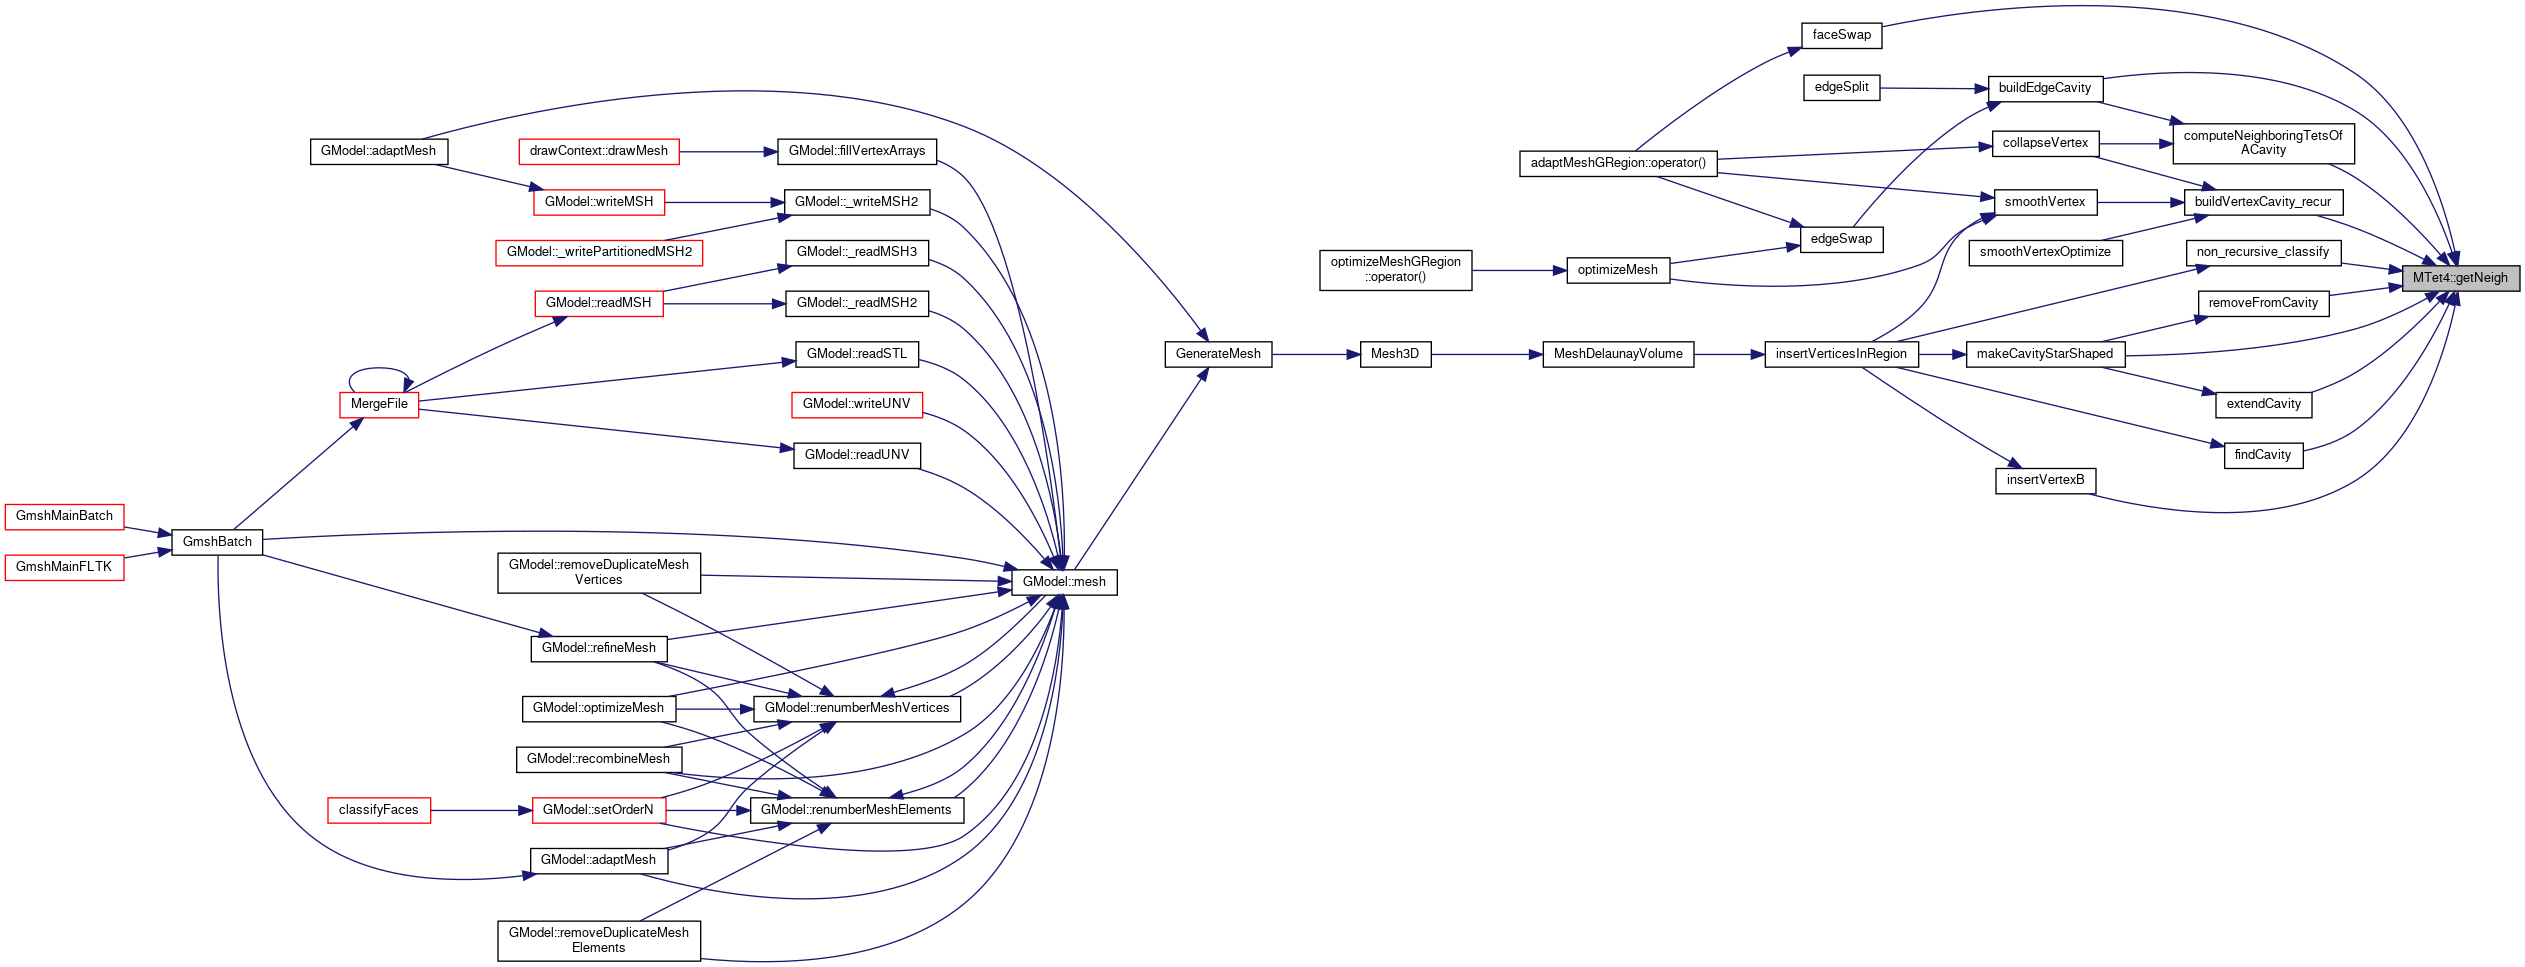 faceSwap
edgeSplit
buildEdgeCavity
GModel::adaptMesh
drawContext::drawMesh
GModel::fillVertexArrays
adaptMeshGRegion::operator()
collapseVertex
computeNeighboringTetsOf
ACavity
GModel::writeMSH
GModel::_writeMSH2
smoothVertex
buildVertexCavity_recur
GModel::_writePartitionedMSH2
GModel::_readMSH3
edgeSwap
smoothVertexOptimize
non_recursive_classify
optimizeMeshGRegion
::operator()
optimizeMesh
MTet4::getNeigh
GModel::readMSH
GModel::_readMSH2
removeFromCavity
GModel::readSTL
GenerateMesh
Mesh3D
MeshDelaunayVolume
insertVerticesInRegion
makeCavityStarShaped
MergeFile
GModel::writeUNV
extendCavity
GModel::readUNV
findCavity
insertVertexB
GmshMainBatch
GmshBatch
GmshMainFLTK
GModel::removeDuplicateMesh
Vertices
GModel::mesh
GModel::refineMesh
GModel::optimizeMesh
GModel::renumberMeshVertices
GModel::recombineMesh
classifyFaces
GModel::setOrderN
GModel::renumberMeshElements
GModel::adaptMesh
GModel::removeDuplicateMesh
Elements